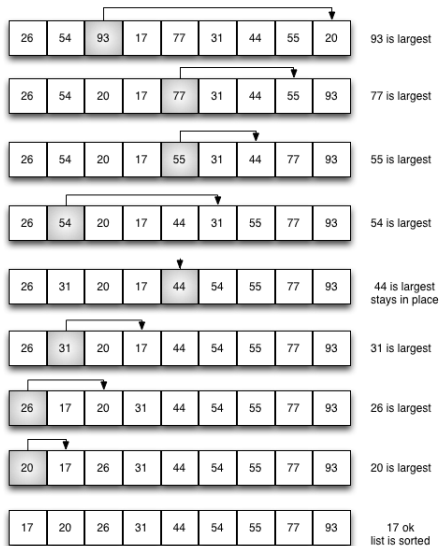 26 54 93 17 77 31 44 55 20 93 is largest
26 54 20 17 77 31 44 55 93 77 is largest
26 54 20 17 55 31 44 77 93 55 is largest
26 54 20 17 44 31 55 77 93 54 is largest
26 31 20 17 44 54 55 77 93 44 is largest
stays in place
26 31 20 17 44 54 55 77 93 31 is largest
26 17 20 31 44 54 55 77 93 26 is largest
20 17 26 31 44 54 55 77 93 20 is largest
17 20 26 31 44 54 55 77 93 17 ok
list is sorted